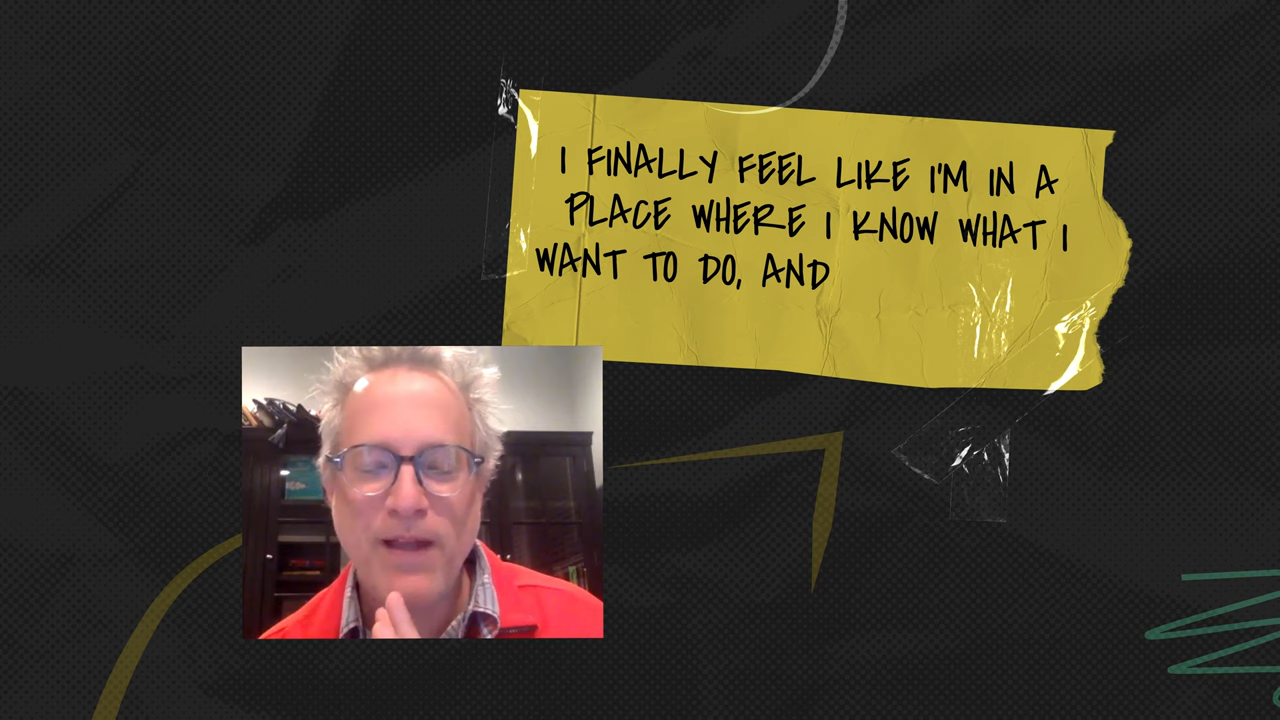 I FINALLY FEEL LIKE I'M IN A
PLACE WHERE I KNOW WHAT I
WANT TO DO, AND